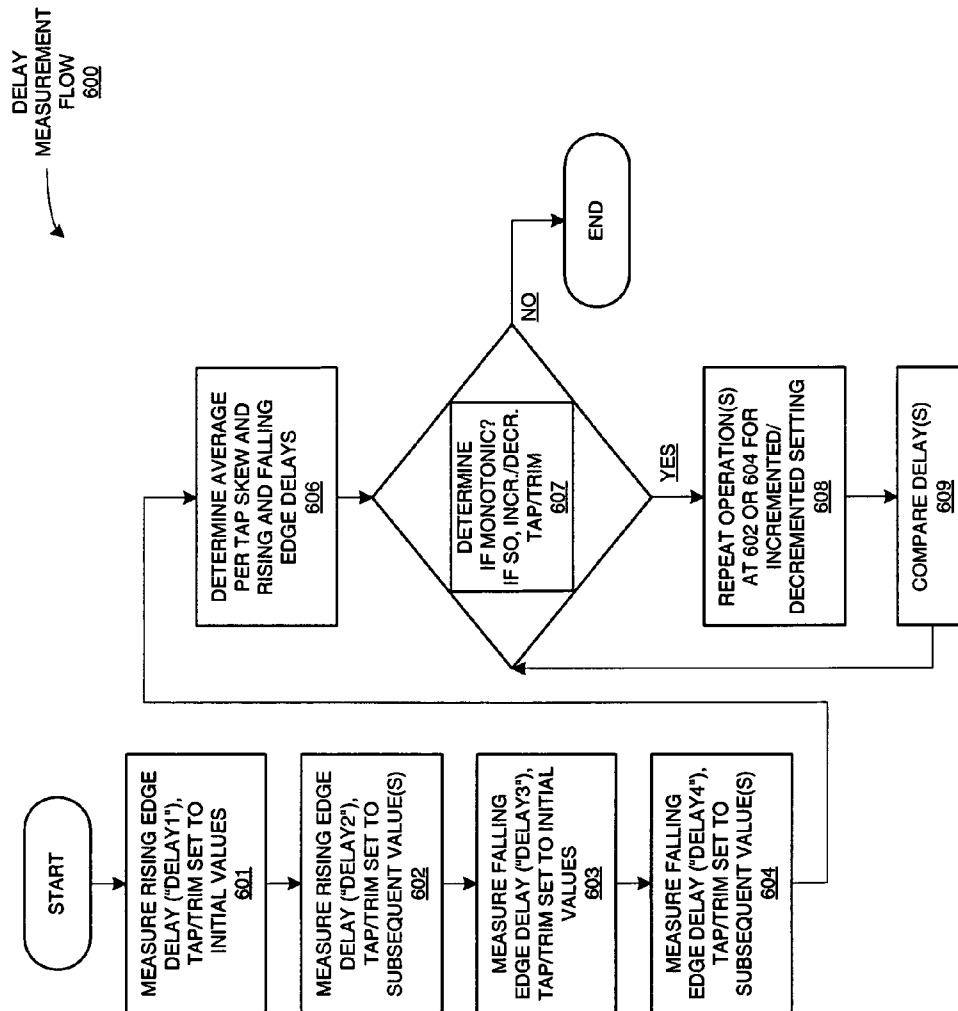 DELAY
MEASUREMENT
FLOW
600
START
MEASURE RISING EDGE
DELAY ("DELAY1"),
TAP/TRIM SET TO
INITIAL VALUES
601
MEASURE RISING EDGE
DELAY ("DELAY2"),
TAP/TRIM SET TO
SUBSEQUENT VALUE(S)
602
MEASURE FALLING
EDGE DELAY ("DELAY3"),
TAP/TRIM SET TO INITIAL
VALUES
603
MEASURE FALLING
EDGE DELAY ("DELAY4"),
TAP/TRIM SET TO
SUBSEQUENT VALUE(S)
604
DETERMINE AVERAGE
PER TAP SKEW AND
RISING AND FALLING
EDGE DELAYS
606
DETERMINE
IF MONOTONIC?
IF SO, INCR./DECR.
TAP/TRIM
607
NO
END
YES
REPEAT OPERATION(S)
AT 602 OR 604 FOR
INCREMENTED/
DECREMENTED SETTING
608
COMPARE DELAY(S)
609